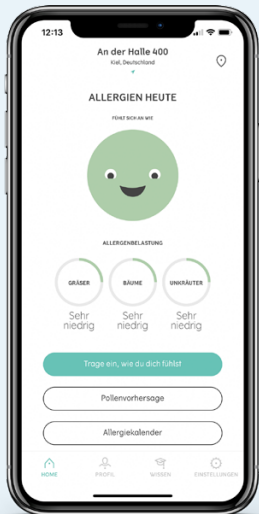 12:13
An der Halle 400
Kiel, Deutschland
ALLERGIEN HEUTE
FÜHLT SICH AN WIE
ALLERGENBELASTUNG
GRÄSER BÄUME UNKRÄUTER
Sehr niedrig Sehr niedrig Sehr niedrig
Trage ein, wie du dich fühlst
Pollenvorhersage
Allergiekalender
HOME PROFIL WISSEN EINSTELLUNGEN